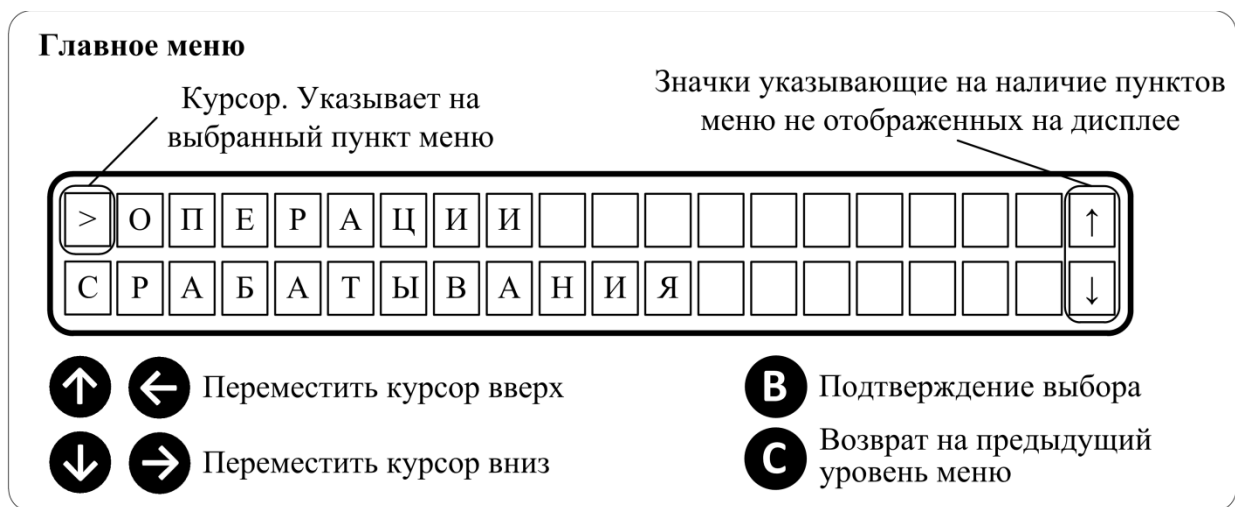 Главное меню
Курсор. Указывает на
выбранный пункт меню
Значки указывающие на наличие пунктов
меню не отображенных на дисплее
>ОПЕРАЦИИ ↑
СРАБАТЫВАНИЯ ↓
↑ ← Переместить курсор вверх
B Подтверждение выбора
↓ → Переместить курсор вниз
C Возврат на предыдущий
уровень меню